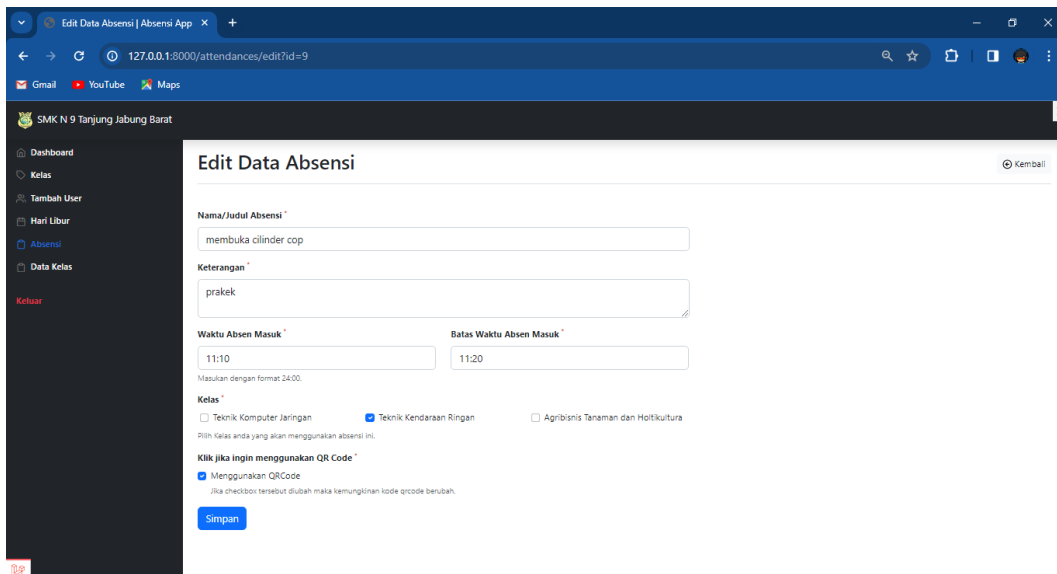 Edit Data Absensi | Absensi App
127.0.0.1:8000/attendances/edit?id=9
Gmail YouTube Maps
SMK N 9 Tanjung Jabung Barat
Dashboard
Kelas
Tambah User
Hari Libur
Absensi
Data Kelas
Keluar
Edit Data Absensi
Kembali
Nama/Judul Absensi *
membuka cilinder cop
Keterangan *
prakek
Waktu Absen Masuk * Batas Waktu Absen Masuk *
11:10 11:20
Masukan dengan format 24:00.
Kelas *
Teknik Komputer Jaringan Teknik Kendaraan Ringan Agribisnis Tanaman dan Holtikultura
Pilih Kelas anda yang akan menggunakan absensi ini.
Klik jika ingin menggunakan QR Code *
Menggunakan QRCode
Jika checkbox tersebut diubah maka kemungkinan kode qrcode berubah.
Simpan